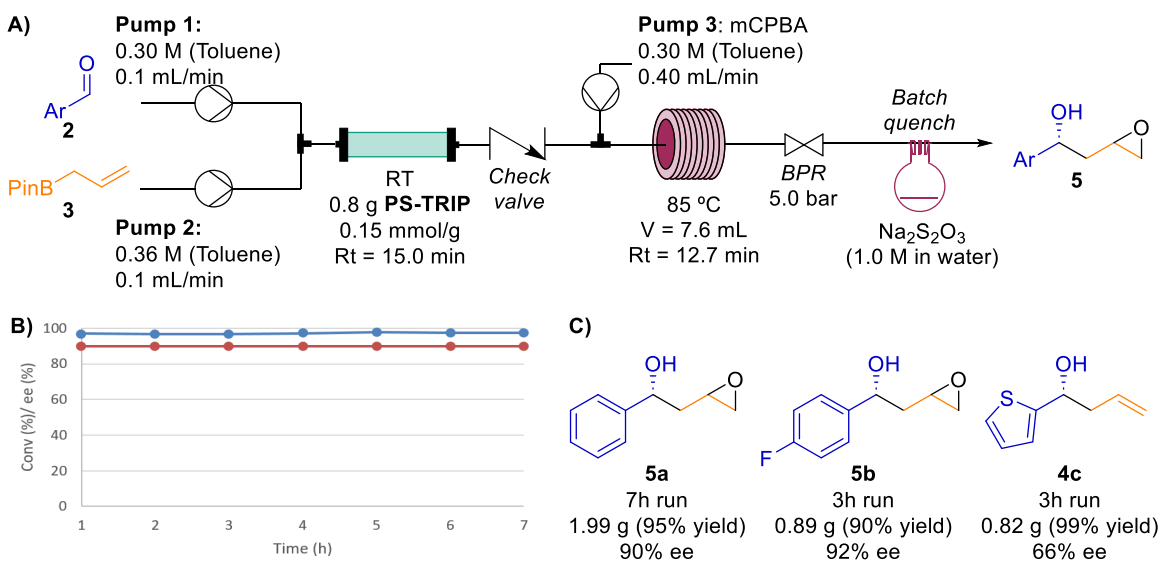 A)
Pump 1:
0.30 M (Toluene)
0.1 mL/min
O
Ar
2
PinB
3
Pump 2:
0.36 M (Toluene)
0.1 mL/min
RT
0.8 g PS-TRIP
0.15 mmol/g
Rt = 15.0 min
Check
valve
Pump 3: mCPBA
0.30 M (Toluene)
0.40 mL/min
85 ºC
V = 7.6 mL
Rt = 12.7 min
BPR
5.0 bar
Batch
quench
Na2S2O3
(1.0 M in water)
OH
O
Ar
5
B)
Conv (%)/ ee (%)
100
80
60
40
20
0
1 2 3 4 5 6 7
Time (h)
C)
OH
O
5a
7h run
1.99 g (95% yield)
90% ee
OH
O
F
5b
3h run
0.89 g (90% yield)
92% ee
OH
S
4c
3h run
0.82 g (99% yield)
66% ee